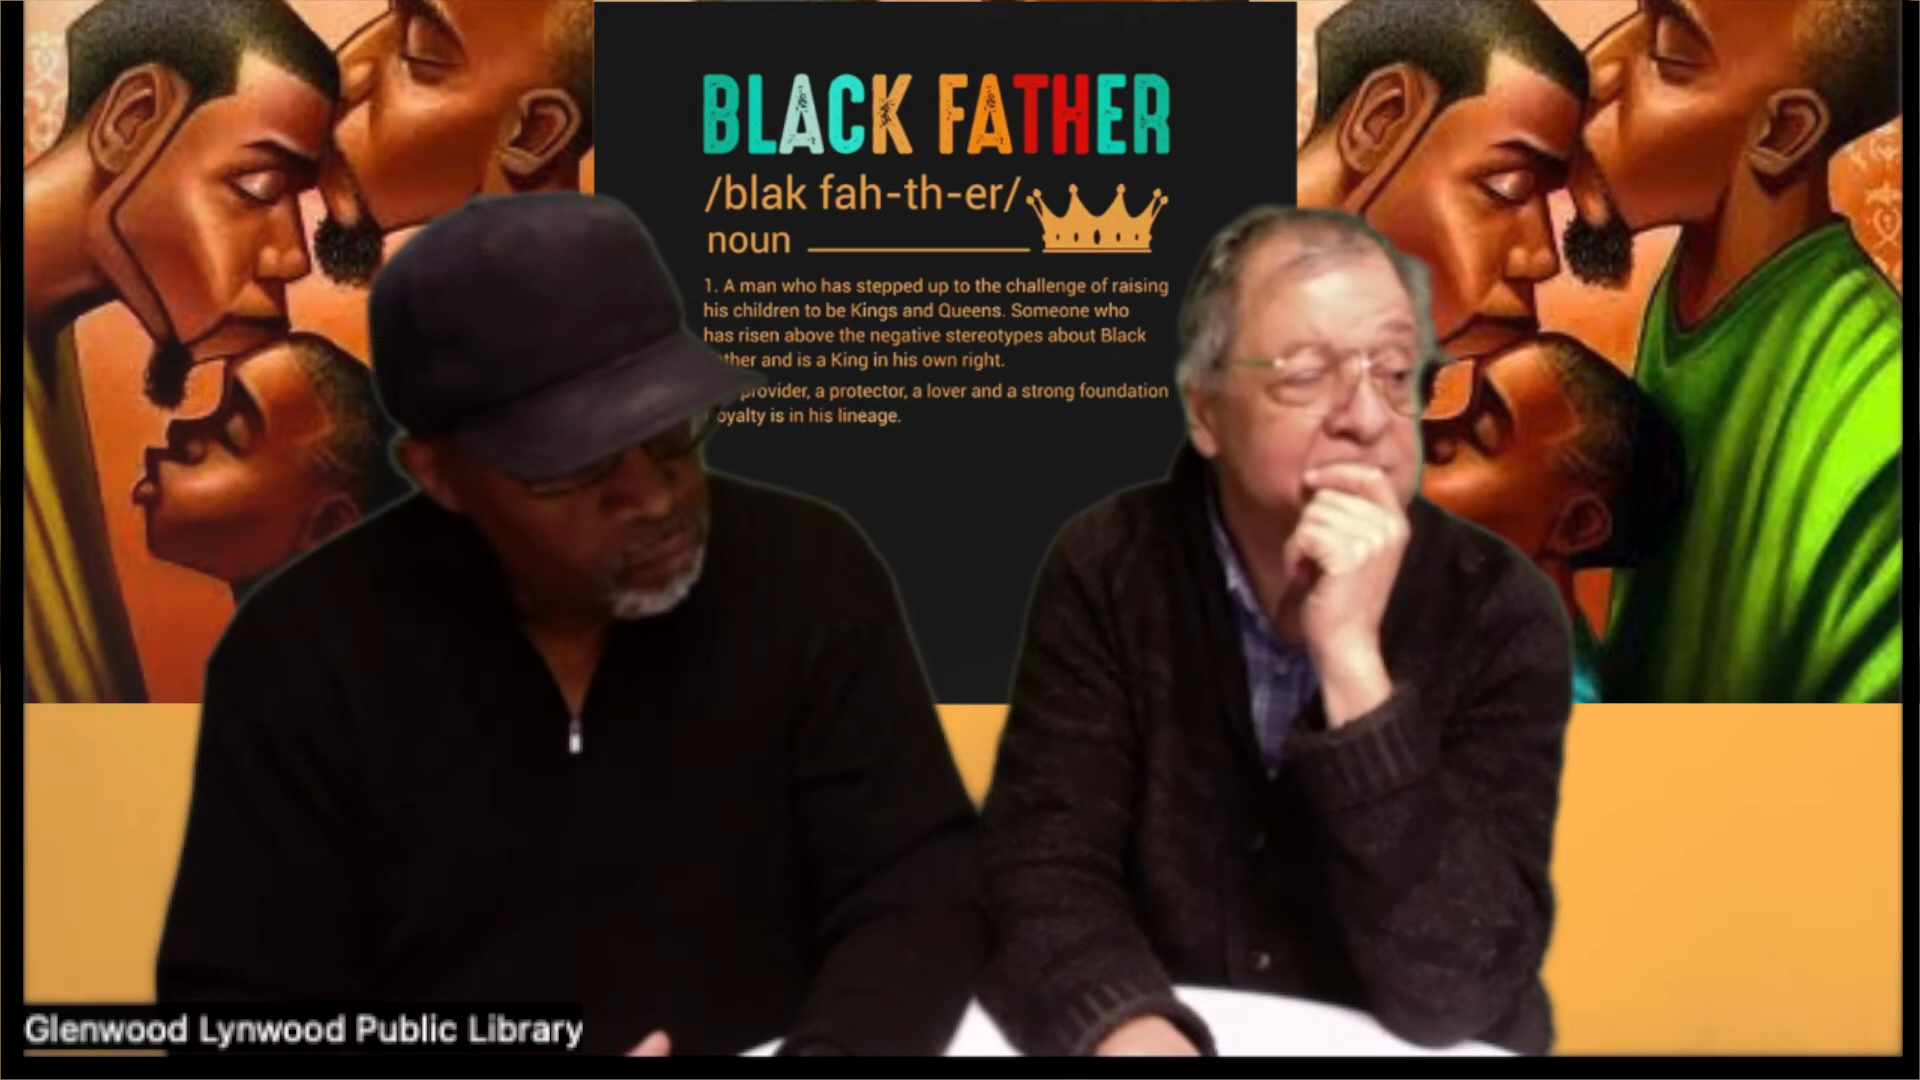 BLACK FATHER
/blak fah-th-er/
noun
1. A man who has stepped up to the challenge of raising
his children to be Kings and Queens. Someone who
has risen above the negative stereotypes about Black
and is a King in his own right.
provider, a protector, a lover and a strong foundation
is in his lineage.
Glenwood Lynwood Public Library